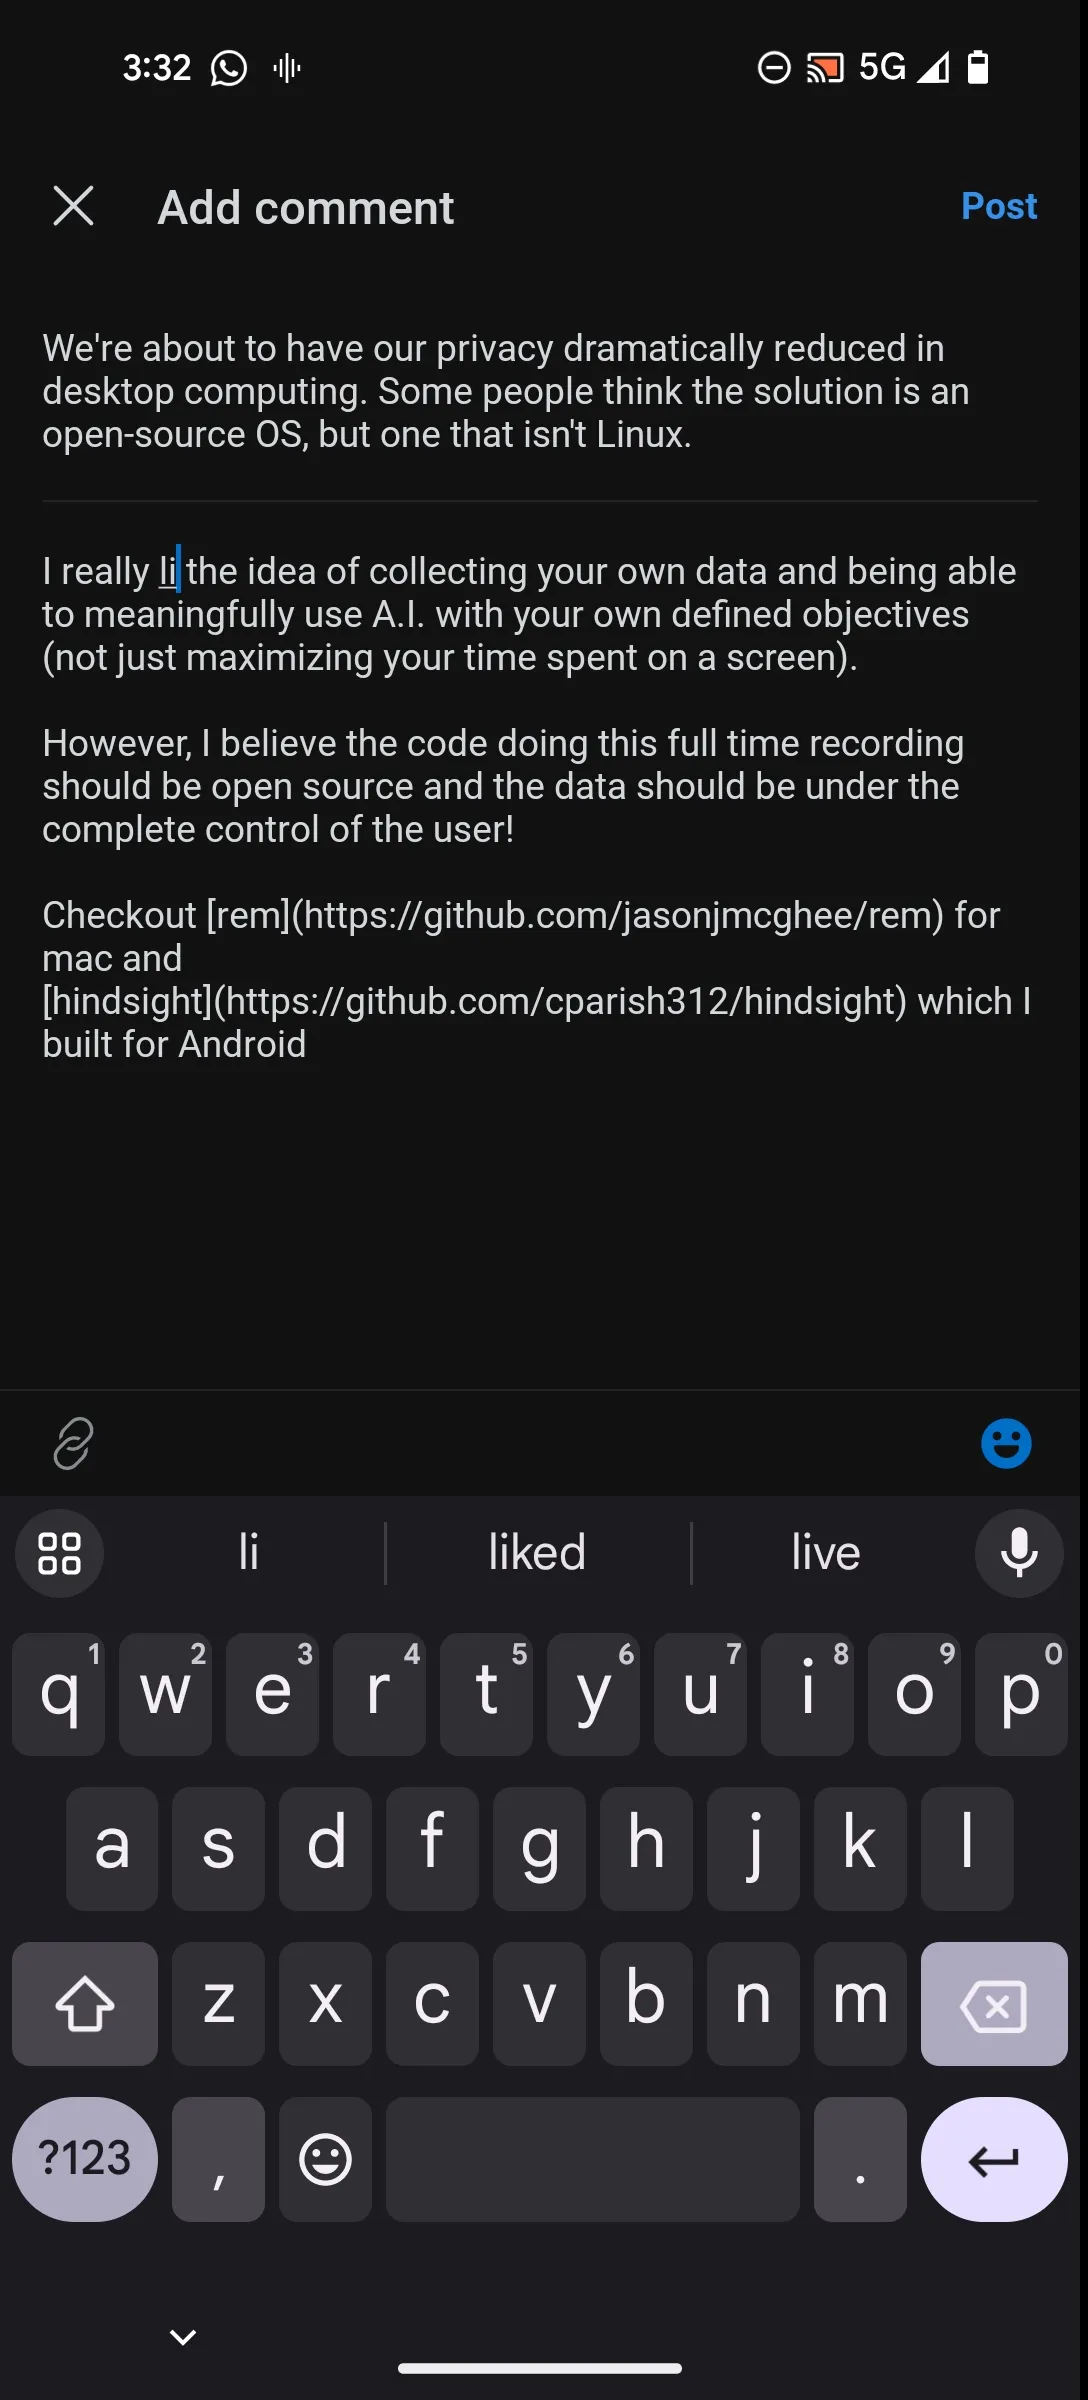 3:32 5G
Add comment Post
We're about to have our privacy dramatically reduced in
desktop computing. Some people think the solution is an
open-source OS, but one that isn't Linux.
I really li the idea of collecting your own data and being able
to meaningfully use A.I. with your own defined objectives
(not just maximizing your time spent on a screen).
However, I believe the code doing this full time recording
should be open source and the data should be under the
complete control of the user!
Checkout [rem](https://github.com/jasonjmcghee/rem) for
mac and
[hindsight](https://github.com/cparish312/hindsight) which I
built for Android
li liked live
1 2 3 4 5 6 7 8 9 0
q w e r t y u i o p
a s d f g h j k l
z x c v b n m
?123 , .